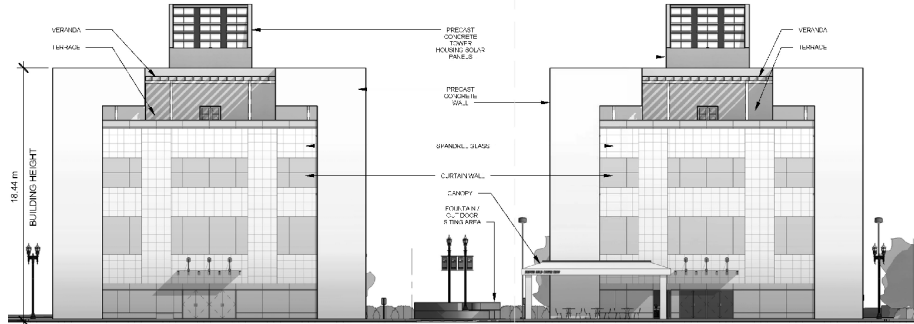 VERANDA
TERRACE
PRECAST
CONCRETE
TOWER
HOUSING SOLAR
PANELS
VERANDA
TERRACE
PRECAST
CONCRETE
WALL
SPANDREL GLASS
CURTAIN WALL
CANOPY
FOUNTAIN /
OUTDOOR
SITING AREA
18.44 m
BUILDING HEIGHT